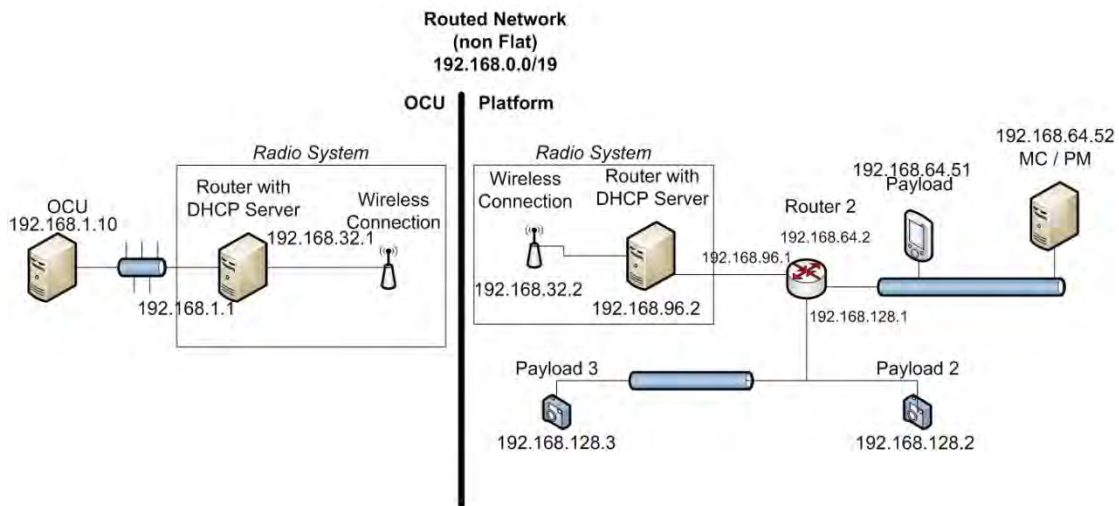 Routed Network
(non Flat)
192.168.0.0/19
OCU
Platform
Radio System
Router with
DHCP Server
Wireless
Connection
OCU
192.168.1.10
192.168.32.1
192.168.1.1
Radio System
Wireless
Connection
Router with
DHCP Server
192.168.32.2
192.168.96.2
192.168.96.1
Router 2
192.168.64.2
192.168.128.1
192.168.64.51
Payload
192.168.64.52
MC / PM
Payload 3
192.168.128.3
Payload 2
192.168.128.2